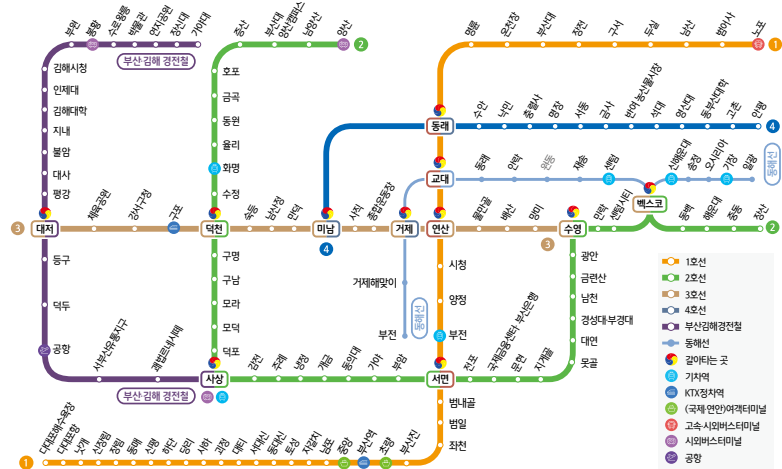 부원
봉황
수로왕릉
박물관
연지공원
장신대
가야대
부산·김해 경전철
증산
부산대
양산캠퍼스
남양산
양산
2
명륜
온천장
부산대
장전
구서
두실
남산
범어사
노포
1
김해시청
인제대
김해대학
지내
불암
대사
평강
호포
금곡
동원
율리
화명
수정
동래
수안
낙민
충렬사
명장
서동
금사
반여 농산물시장
석대
영산대
동부산대학
고촌
안평
4
교대
동래
안락
원동
재송
센텀
벡스코
신해운대
송정
오시리아
기장
일광
동해선
3
대저
체육공원
강서구청
구포
덕천
숙등
남산정
만덕
미남
4
사직
종합운동장
거제
연산
물만골
배산
망미
수영
3
민락
센텀시티
동백
해운대
중동
장산
2
등구
덕두
공항
구명
구남
모라
모덕
덕포
거제해맞이
부전
동해선
시청
양정
부전
광안
금련산
남천
경성대·부경대
대연
못골
서부산유통지구
괘법르네시떼
사상
부산·김해 경전철
감전
주례
냉정
개금
동의대
가야
부암
서면
전포
국제금융센터·부산은행
문현
지게골
범내골
범일
좌천
1
다대포해수욕장
다대포항
낫개
신장림
장림
동매
신평
하단
당리
사하
괴정
대티
서대신
동대신
토성
자갈치
남포
중앙
부산역
초량
부산진
1호선
2호선
3호선
4호선
부산김해경전철
동해선
갈아타는 곳
기차역
KTX정차역
(국제·연안)여객터미널
고속·시외버스터미널
시외버스터미널
공항